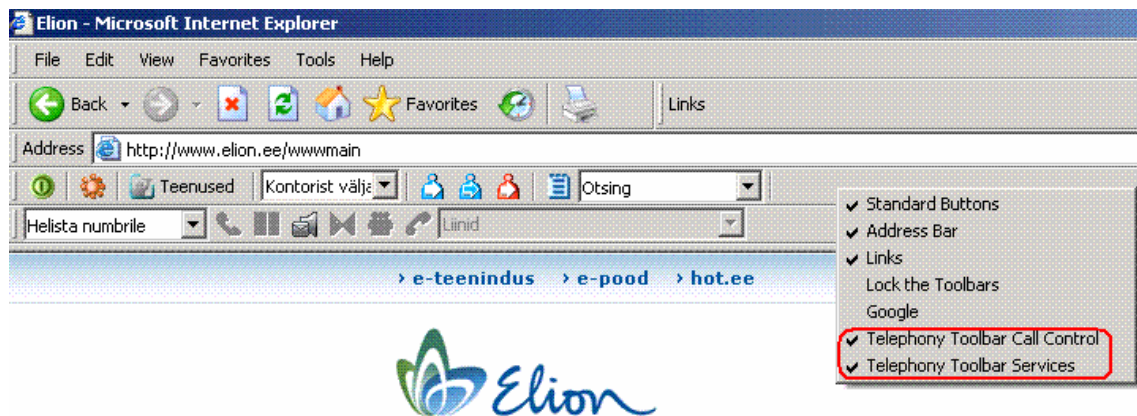 Elion - Microsoft Internet Explorer
File Edit View Favorites Tools Help
Back Favorites Links
Address http://www.elion.ee/wwwmain
Teenused Kontorist välja Otsing
Helista numbrile Liinid
Standard Buttons
Address Bar
Links
Lock the Toolbars
Google
Telephony Toolbar Call Control
Telephony Toolbar Services
› e-teenindus › e-pood › hot.ee
Elion